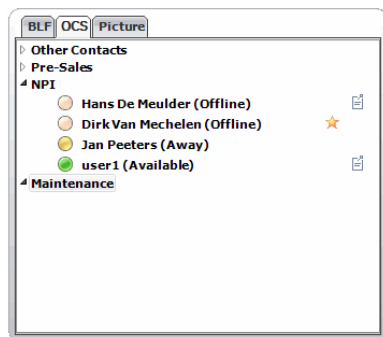 BLF OCS Picture
Other Contacts
Pre-Sales
NPI
Hans De Meulder (Offline)
Dirk Van Mechelen (Offline)
Jan Peeters (Away)
user1 (Available)
Maintenance